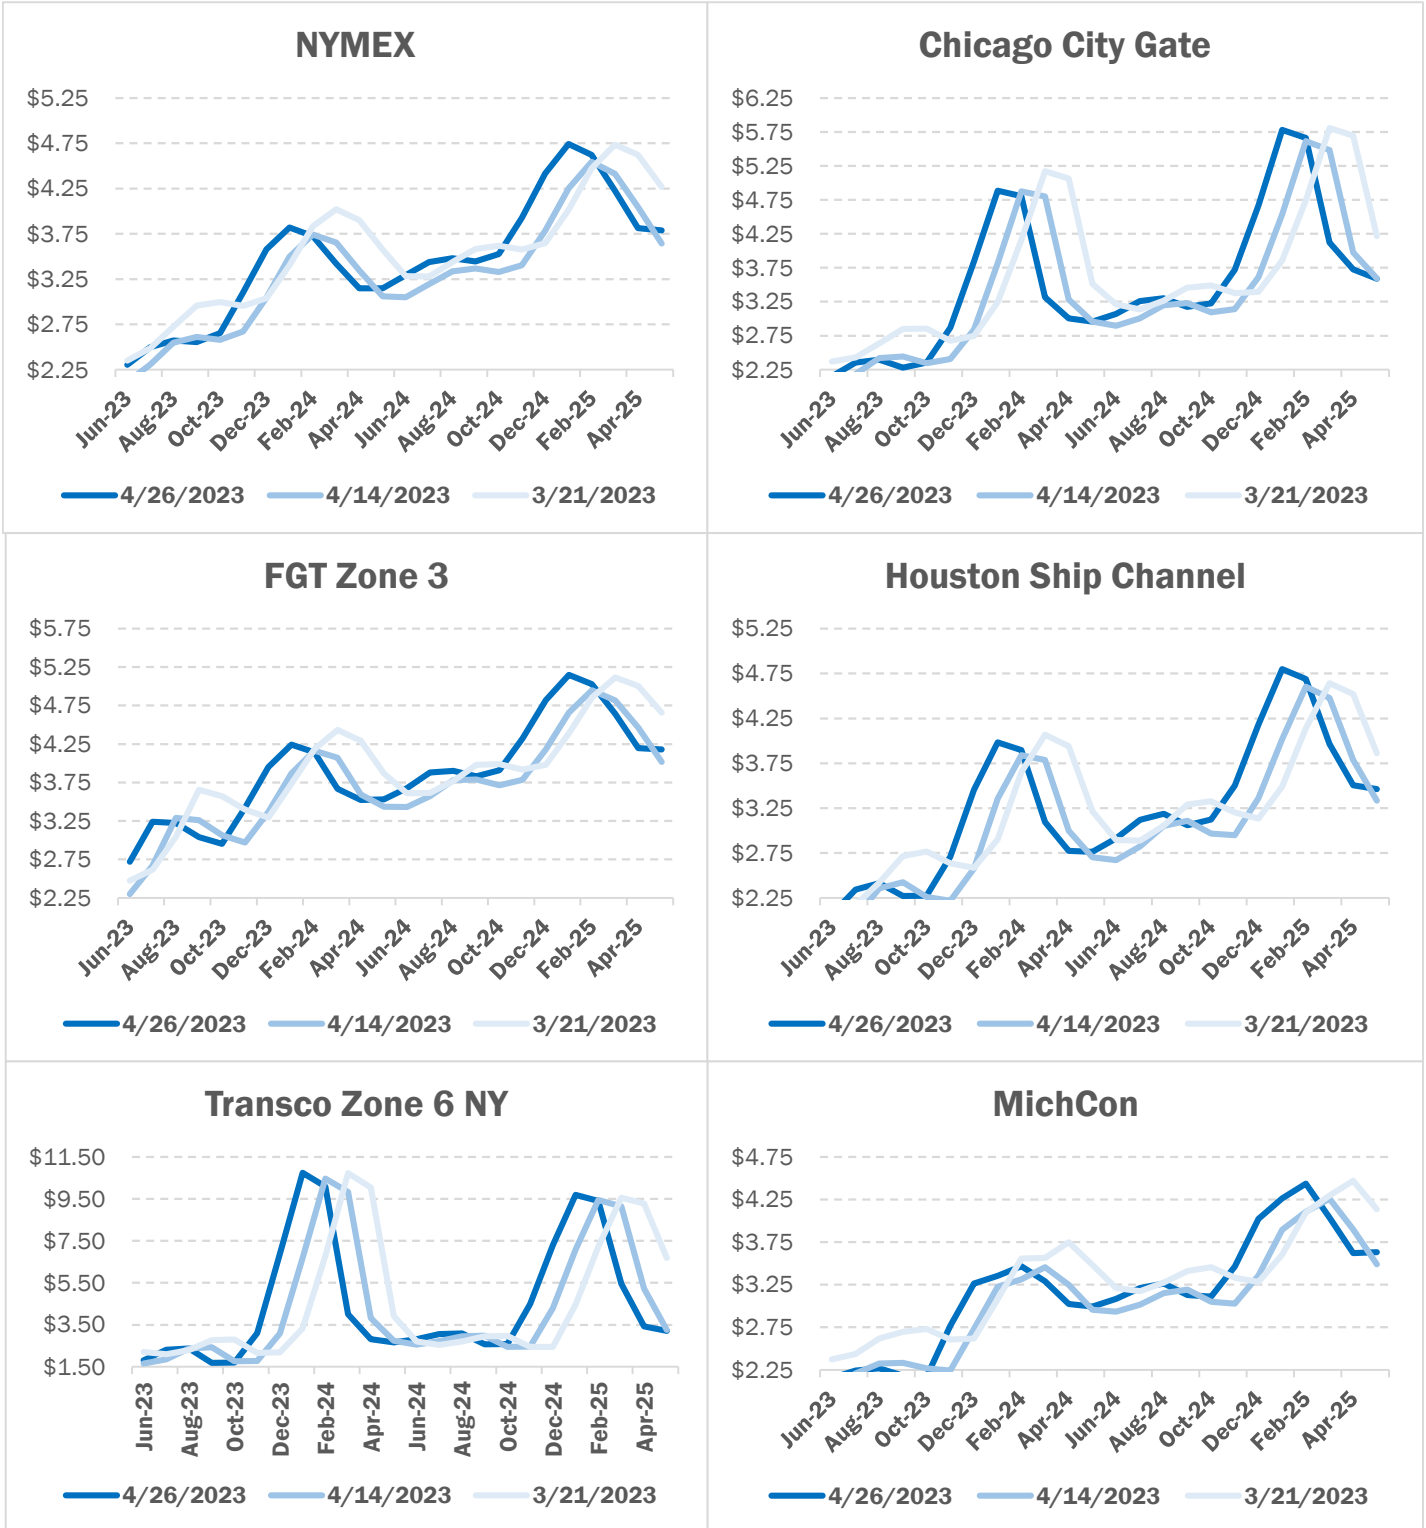 NYMEX
$5.25
$4.75
$4.25
$3.75
$3.25
$2.75
$2.25
Jun-23 Aug-23 Oct-23 Dec-23 Feb-24 Apr-24 Jun-24 Aug-24 Oct-24 Dec-24 Feb-25 Apr-25
4/26/2023 4/14/2023 3/21/2023
Chicago City Gate
$6.25
$5.75
$5.25
$4.75
$4.25
$3.75
$3.25
$2.75
$2.25
Jun-23 Aug-23 Oct-23 Dec-23 Feb-24 Apr-24 Jun-24 Aug-24 Oct-24 Dec-24 Feb-25 Apr-25
4/26/2023 4/14/2023 3/21/2023
FGT Zone 3
$5.75
$5.25
$4.75
$4.25
$3.75
$3.25
$2.75
$2.25
Jun-23 Aug-23 Oct-23 Dec-23 Feb-24 Apr-24 Jun-24 Aug-24 Oct-24 Dec-24 Feb-25 Apr-25
4/26/2023 4/14/2023 3/21/2023
Houston Ship Channel
$5.25
$4.75
$4.25
$3.75
$3.25
$2.75
$2.25
Jun-23 Aug-23 Oct-23 Dec-23 Feb-24 Apr-24 Jun-24 Aug-24 Oct-24 Dec-24 Feb-25 Apr-25
4/26/2023 4/14/2023 3/21/2023
Transco Zone 6 NY
$11.50
$9.50
$7.50
$5.50
$3.50
$1.50
Jun-23 Aug-23 Oct-23 Dec-23 Feb-24 Apr-24 Jun-24 Aug-24 Oct-24 Dec-24 Feb-25 Apr-25
4/26/2023 4/14/2023 3/21/2023
MichCon
$4.75
$4.25
$3.75
$3.25
$2.75
$2.25
Jun-23 Aug-23 Oct-23 Dec-23 Feb-24 Apr-24 Jun-24 Aug-24 Oct-24 Dec-24 Feb-25 Apr-25
4/26/2023 4/14/2023 3/21/2023